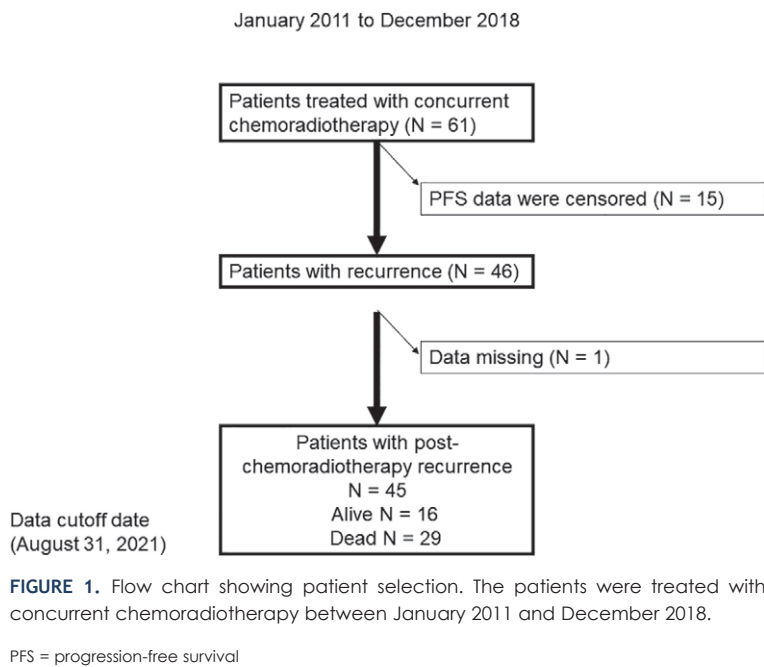 January 2011 to December 2018
Patients treated with concurrent
chemoradiotherapy (N = 61)
PFS data were censored (N = 15)
Patients with recurrence (N = 46)
Data missing (N = 1)
Patients with post-
chemoradiotherapy recurrence
N = 45
Alive N = 16
Dead N = 29
Data cutoff date
(August 31, 2021)
FIGURE 1. Flow chart showing patient selection. The patients were treated with
concurrent chemoradiotherapy between January 2011 and December 2018.
PFS = progression-free survival